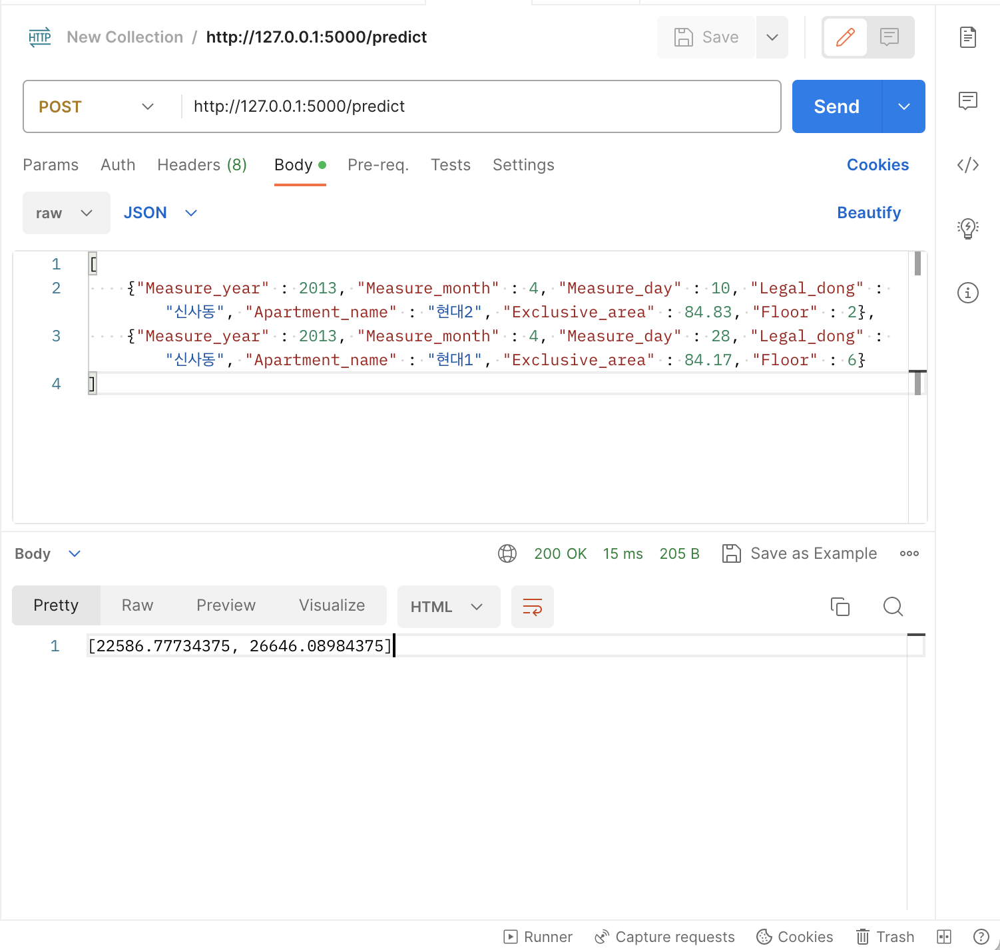 HTTP New Collection / http://127.0.0.1:5000/predict Save
POST http://127.0.0.1:5000/predict Send
Params Auth Headers (8) Body Pre-req. Tests Settings Cookies
raw JSON Beautify
1 [
2 {"Measure_year" : 2013, "Measure_month" : 4, "Measure_day" : 10, "Legal_dong" :
"신사동", "Apartment_name" : "현대2", "Exclusive_area" : 84.83, "Floor" : 2},
3 {"Measure_year" : 2013, "Measure_month" : 4, "Measure_day" : 28, "Legal_dong" :
"신사동", "Apartment_name" : "현대1", "Exclusive_area" : 84.17, "Floor" : 6}
4 ]
Body 200 OK 15 ms 205 B Save as Example
Pretty Raw Preview Visualize HTML
1 [22586.77734375, 26646.08984375]
Runner Capture requests Cookies Trash